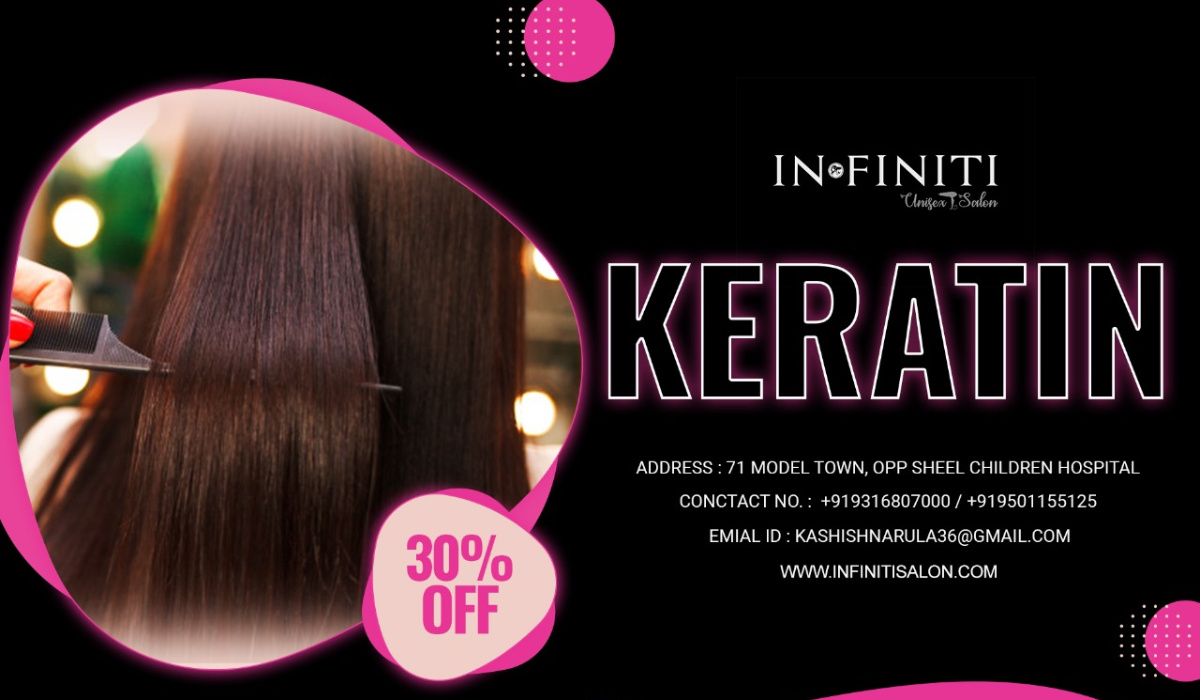 IN FINITI
Unisex Salon
KERATIN
ADDRESS : 71 MODEL TOWN, OPP SHEEL CHILDREN HOSPITAL
CONCTACT NO. : +919316807000 / +919501155125
EMIAL ID : KASHISHNARULA36@GMAIL.COM
WWW.INFINITISALON.COM
30%
OFF